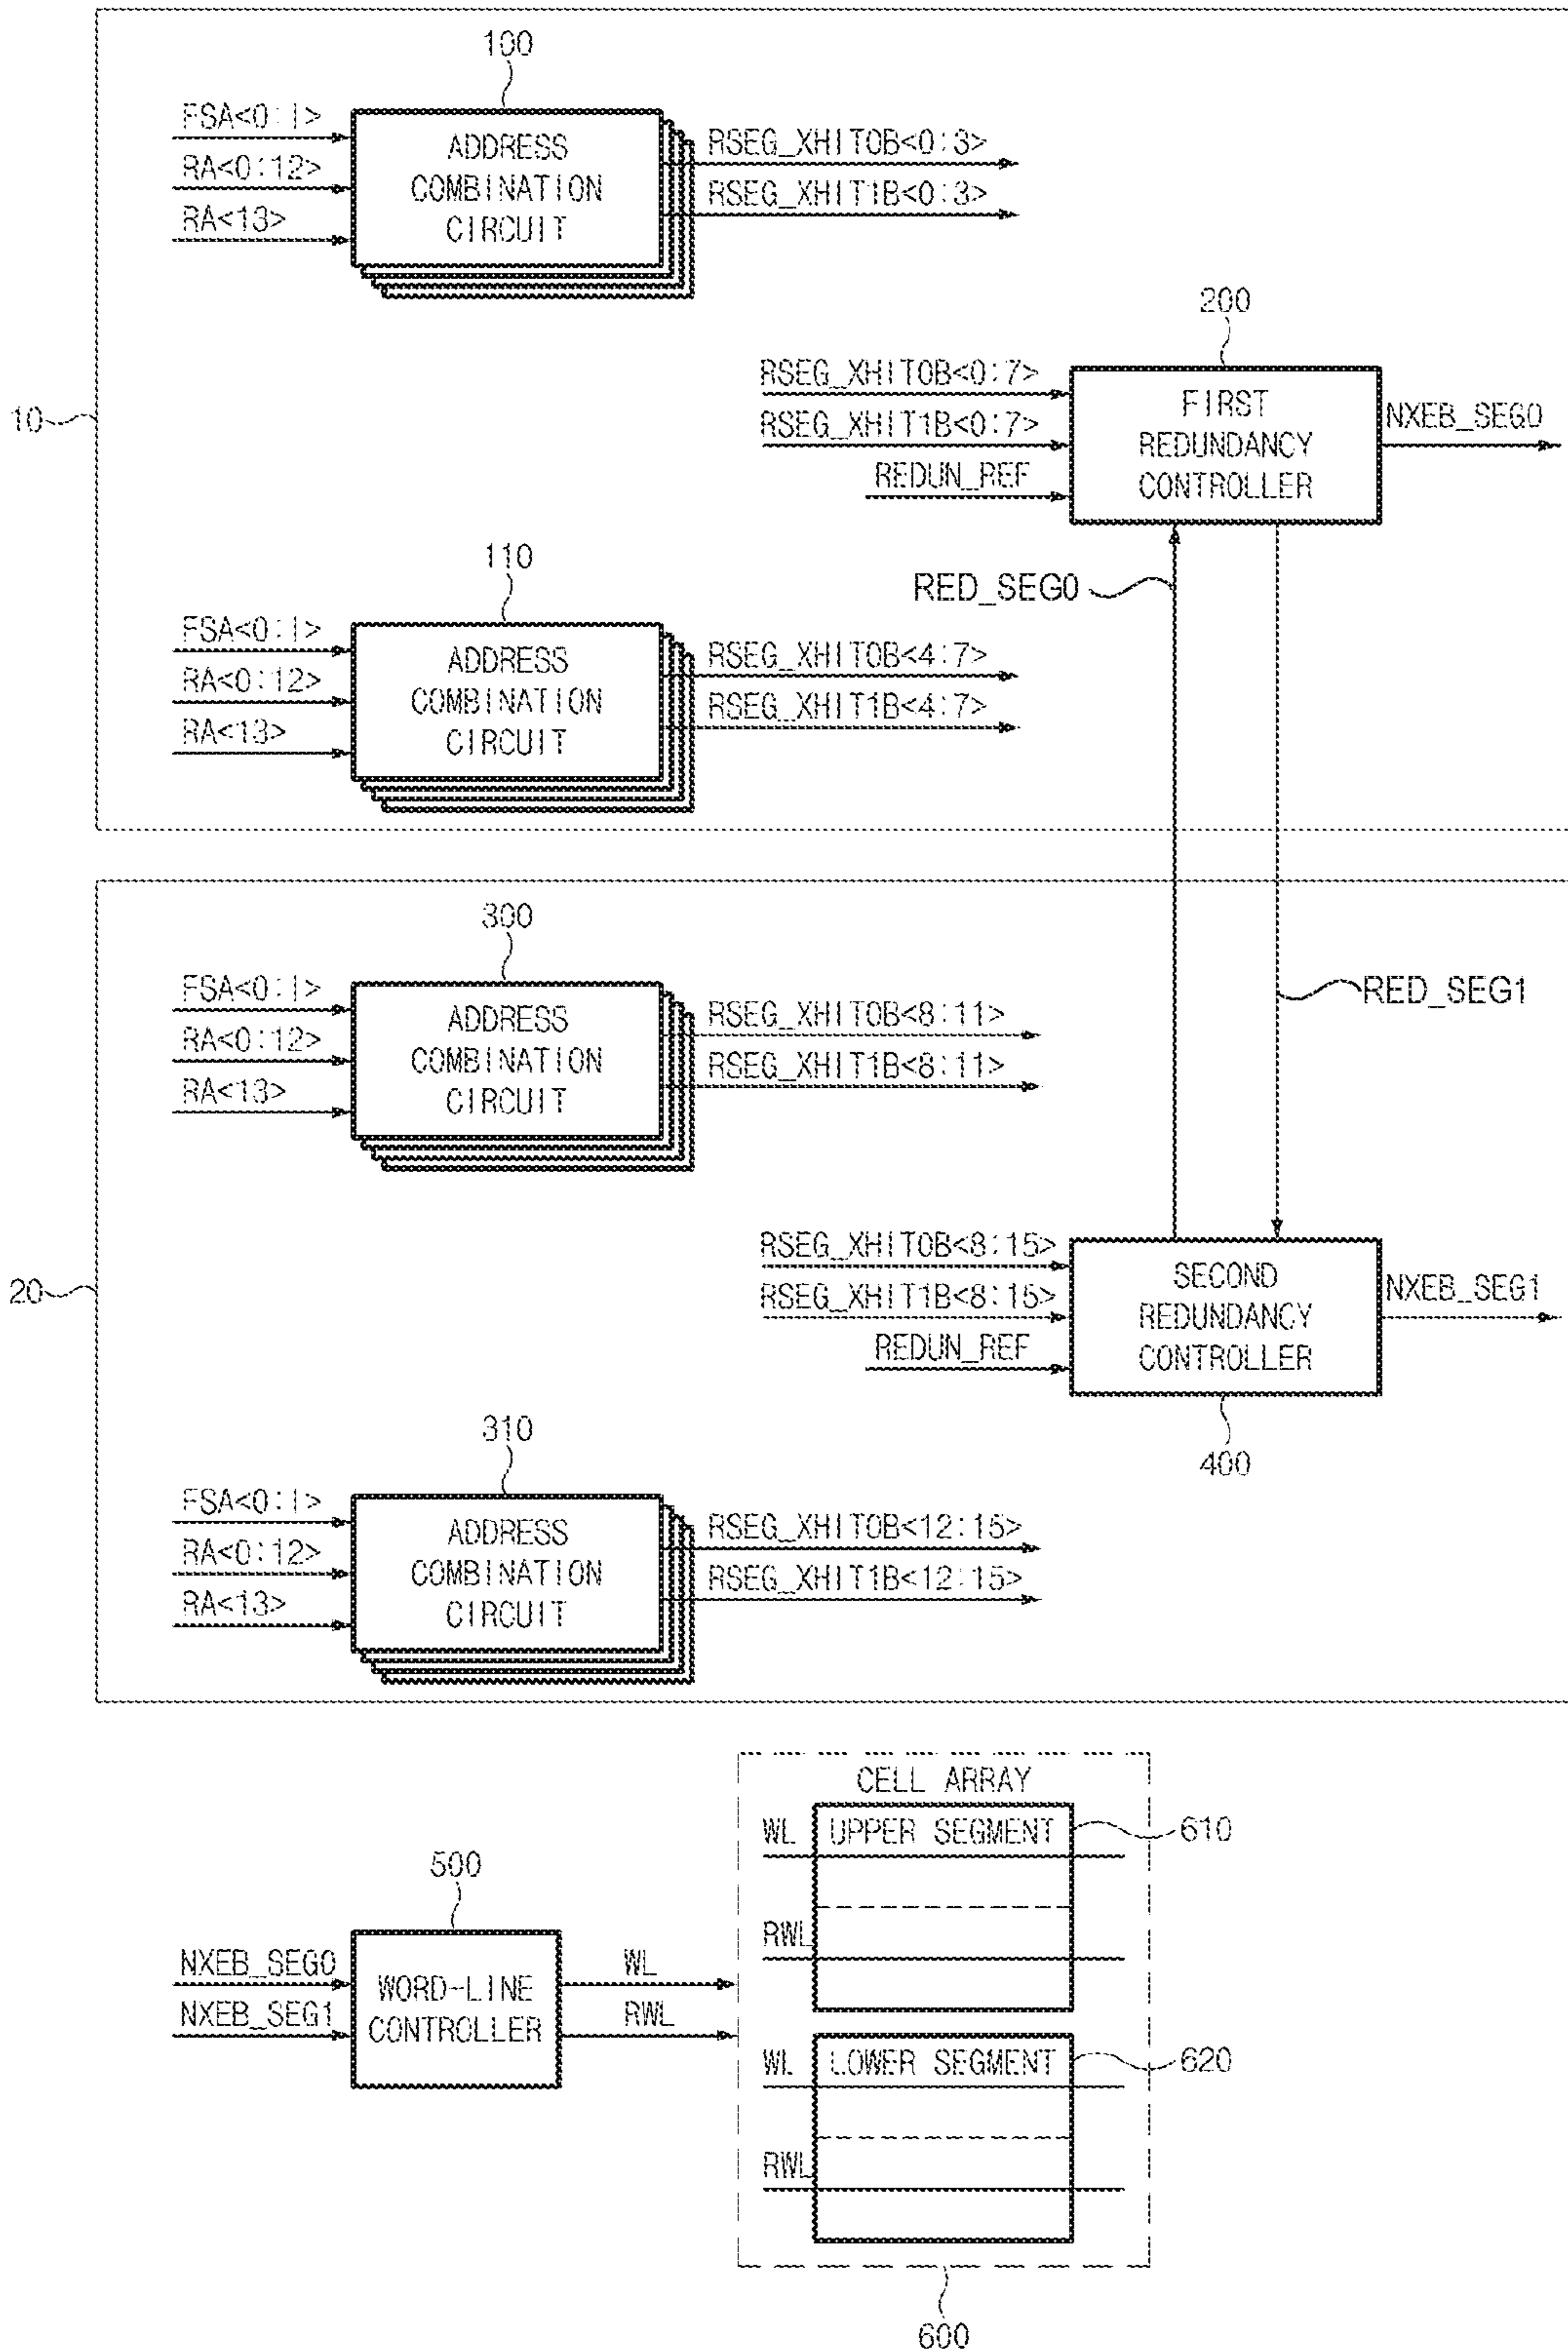 100
FSA<0:1>
RA<0:12>
RA<13>
ADDRESS
COMBINATION
CIRCUIT
RSEG_XHIT0B<0:3>
RSEG_XHIT1B<0:3>
200
10
RSEG_XHIT0B<0:7>
RSEG_XHIT1B<0:7>
REDUN_REF
FIRST
REDUNDANCY
CONTROLLER
NXEB_SEG0
RED_SEG0
110
FSA<0:1>
RA<0:12>
RA<13>
ADDRESS
COMBINATION
CIRCUIT
RSEG_XHIT0B<4:7>
RSEG_XHIT1B<4:7>
300
FSA<0:1>
RA<0:12>
RA<13>
ADDRESS
COMBINATION
CIRCUIT
RSEG_XHIT0B<8:11>
RSEG_XHIT1B<8:11>
RED_SEG1
20
RSEG_XHIT0B<8:15>
RSEG_XHIT1B<8:15>
REDUN_REF
SECOND
REDUNDANCY
CONTROLLER
NXEB_SEG1
400
310
FSA<0:1>
RA<0:12>
RA<13>
ADDRESS
COMBINATION
CIRCUIT
RSEG_XHIT0B<12:15>
RSEG_XHIT1B<12:15>
500
NXEB_SEG0
NXEB_SEG1
WORD-LINE
CONTROLLER
WL
RWL
CELL ARRAY
WL
UPPER SEGMENT
610
RWL
WL
LOWER SEGMENT
620
RWL
600